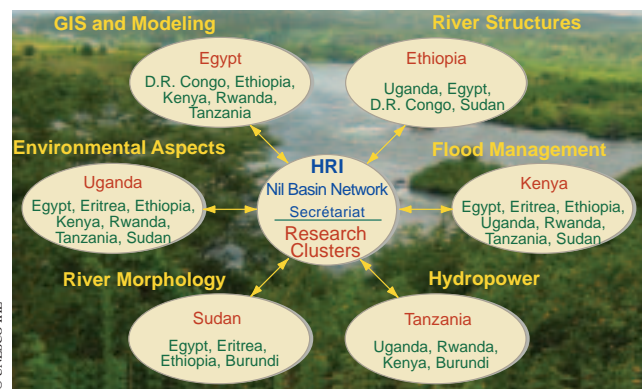 GIS and Modeling
Egypt
D.R. Congo, Ethiopia,
Kenya, Rwanda,
Tanzania
River Structures
Ethiopia
Uganda, Egypt,
D.R. Congo, Sudan
Environmental Aspects
Uganda
Egypt, Eritrea, Ethiopia,
Kenya, Rwanda,
Tanzania, Sudan
HRI
Nil Basin Network
Secrétariat
Research
Clusters
Flood Management
Kenya
Egypt, Eritrea, Ethiopia,
Uganda, Rwanda,
Tanzania, Sudan
River Morphology
Sudan
Egypt, Eritrea,
Ethiopia, Burundi
Hydropower
Tanzania
Uganda, Rwanda,
Kenya, Burundi